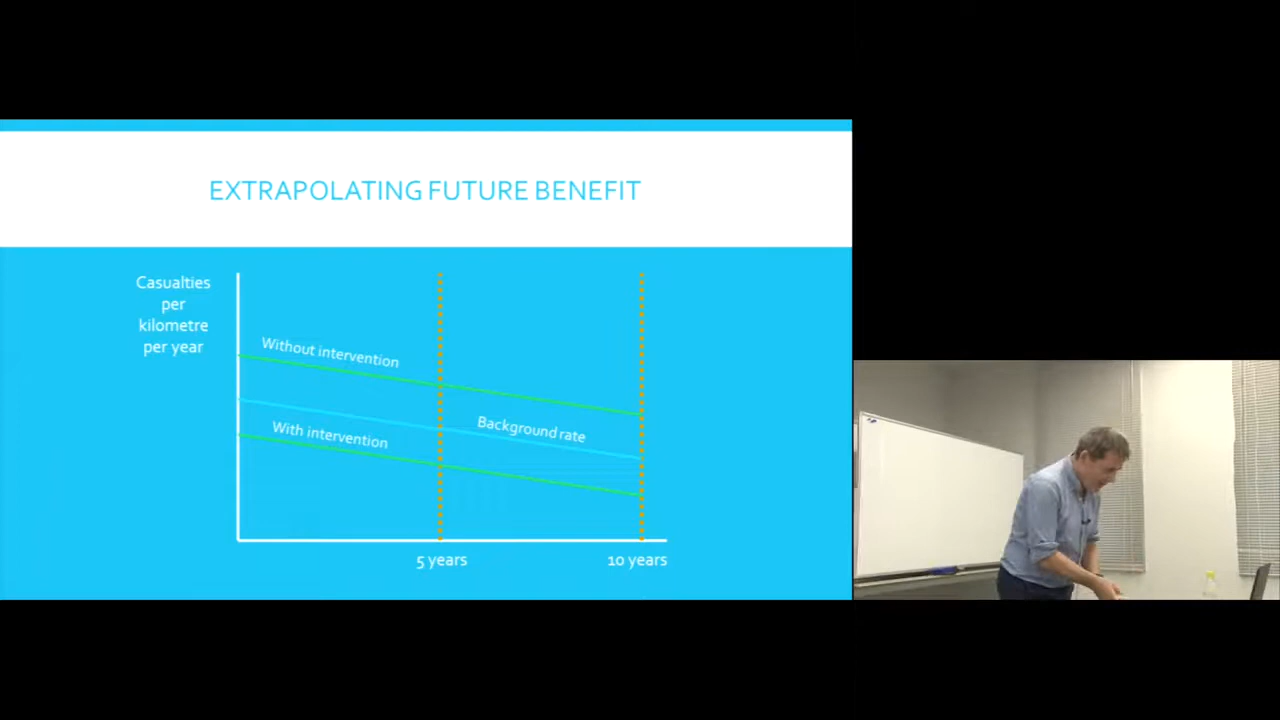 EXTRAPOLATING FUTURE BENEFIT
Casualties
per
kilometre
per year
Without intervention
Background rate
With intervention
5 years
10 years